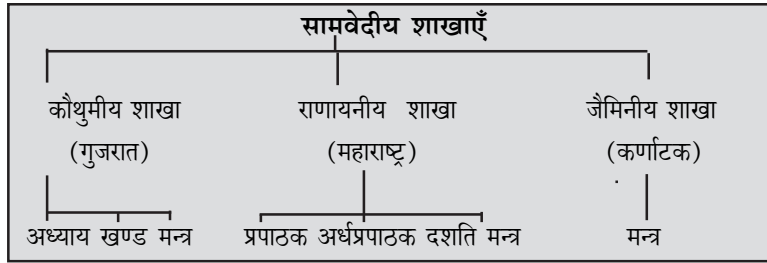 सामवेदीय शाखाएँ
कौथुमीय शाखा राणायनीय शाखा जैमिनीय शाखा
(गुजरात) (महाराष्ट्र) (कर्णाटक)
अध्याय खण्ड मन्त्र प्रपाठक अर्धप्रपाठक दशति मन्त्र मन्त्र